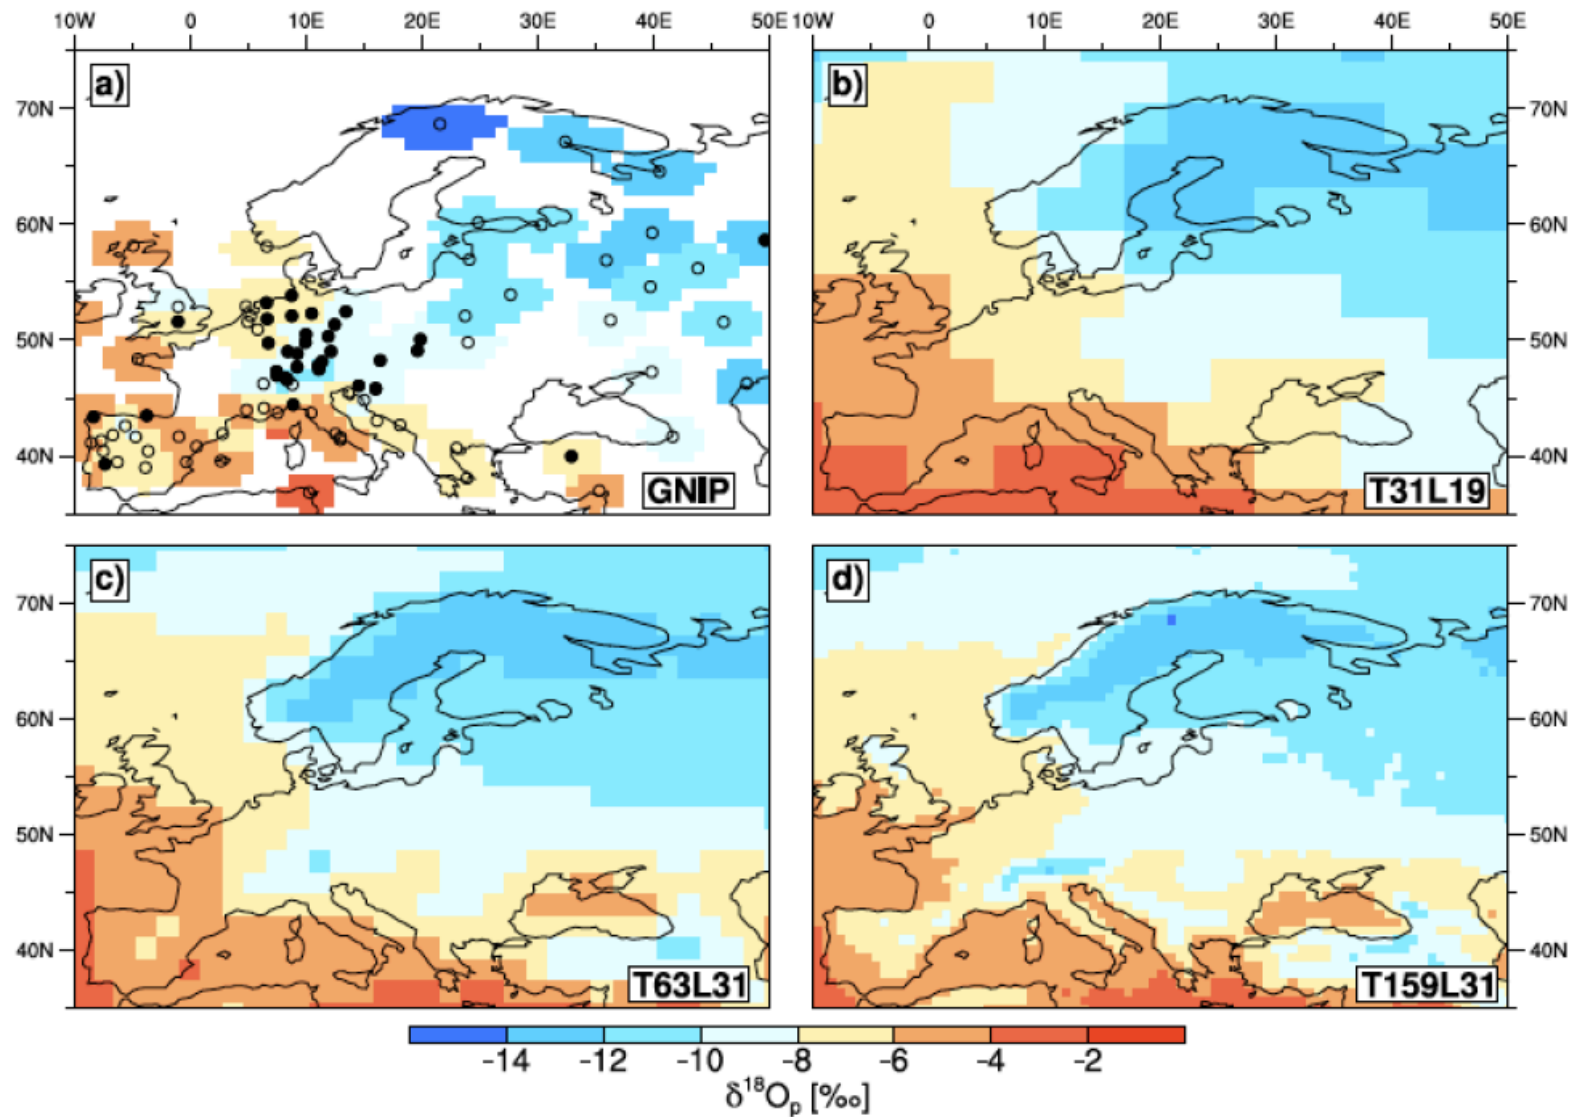 10W 0 10E 20E 30E 40E 50E 10W 0 10E 20E 30E 40E 50E
a) b)
70N 70N
60N 60N
50N 50N
40N 40N
GNIP T31L19
c) d)
70N 70N
60N 60N
50N 50N
40N 40N
T63L31 T159L31
-14 -12 -10 -8 -6 -4 -2
δ¹⁸Oₚ [‰]